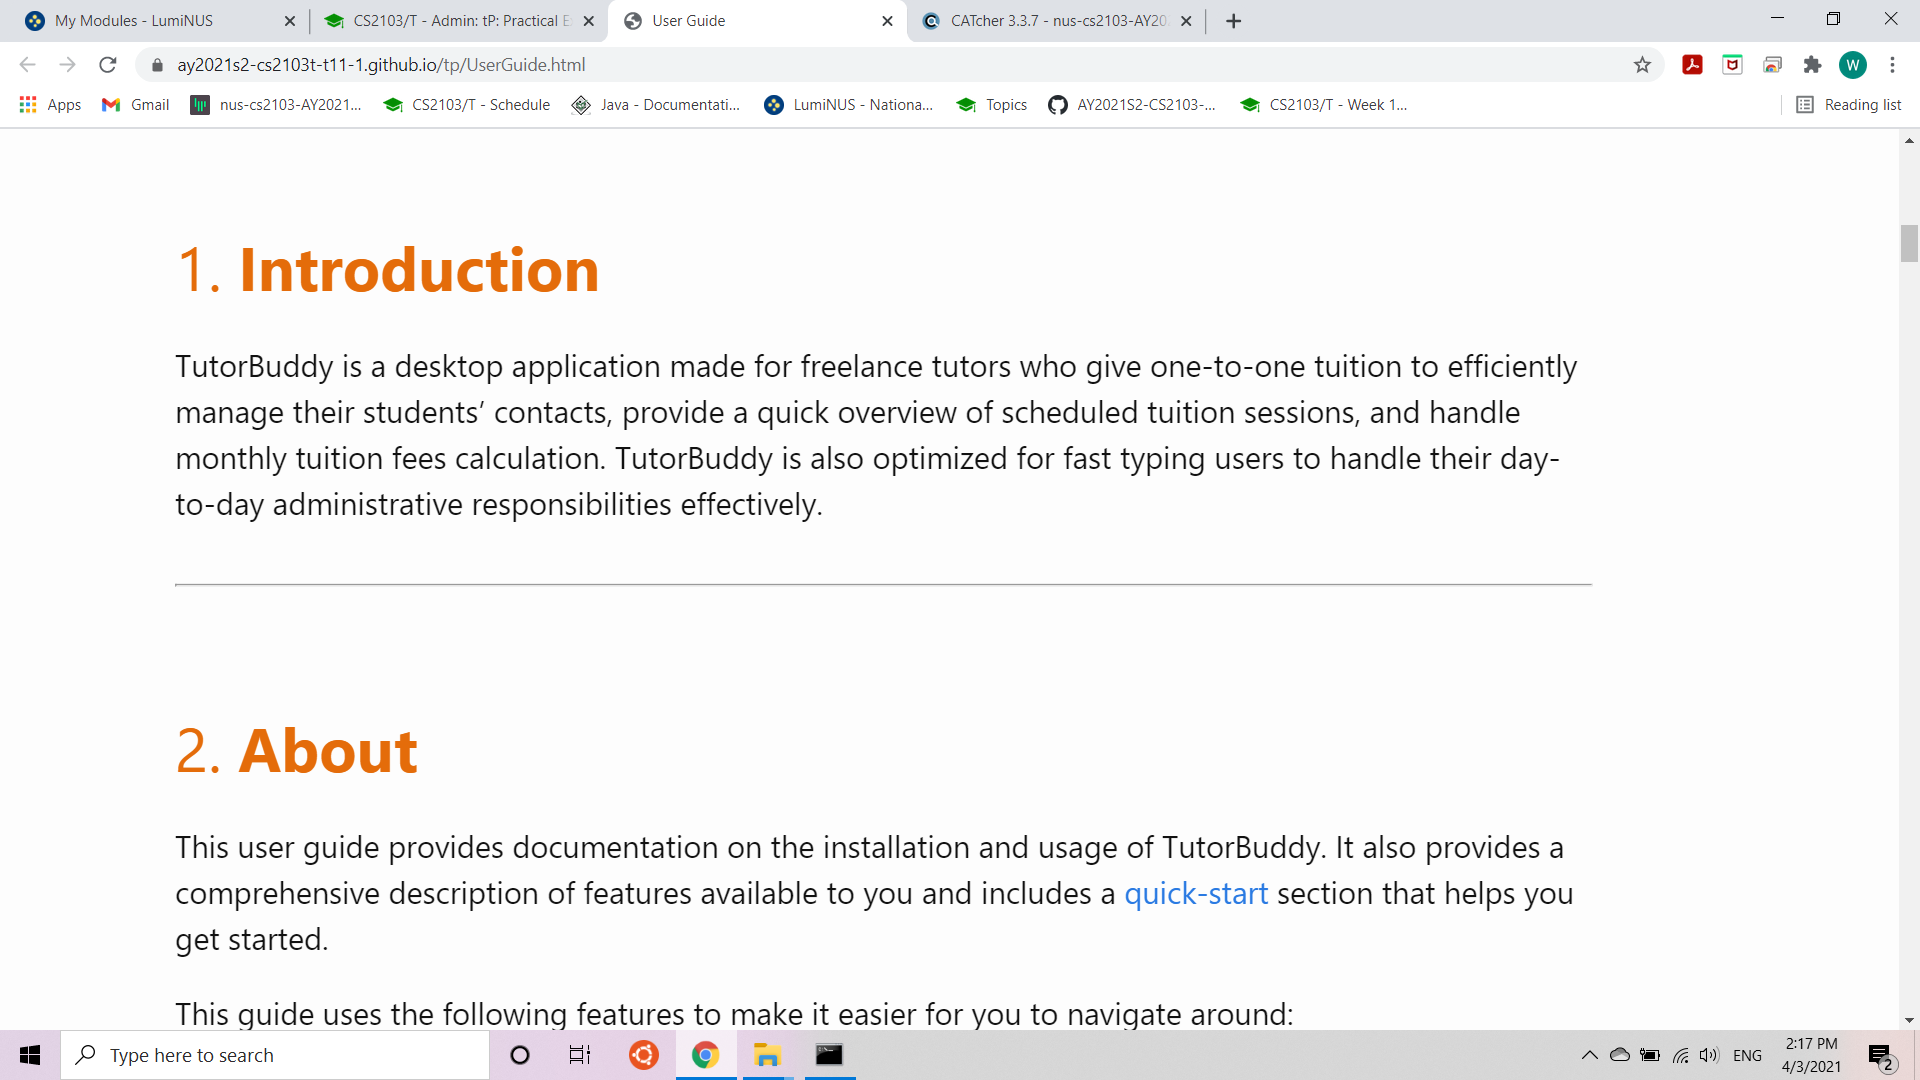 My Modules - LumiNUS
CS2103/T - Admin: tP: Practical E
User Guide
CATcher 3.3.7 - nus-cs2103-AY20
ay2021s2-cs2103t-t11-1.github.io/tp/UserGuide.html
W
Apps
Gmail
nus-cs2103-AY2021...
CS2103/T - Schedule
Java - Documentati...
LumiNUS - Nationa...
Topics
AY2021S2-CS2103-...
CS2103/T - Week 1...
Reading list
1. Introduction
TutorBuddy is a desktop application made for freelance tutors who give one-to-one tuition to efficiently
manage their students’ contacts, provide a quick overview of scheduled tuition sessions, and handle
monthly tuition fees calculation. TutorBuddy is also optimized for fast typing users to handle their day-
to-day administrative responsibilities effectively.
2. About
This user guide provides documentation on the installation and usage of TutorBuddy. It also provides a
comprehensive description of features available to you and includes a quick-start section that helps you
get started.
This guide uses the following features to make it easier for you to navigate around:
Type here to search
ENG
2:17 PM
4/3/2021
2